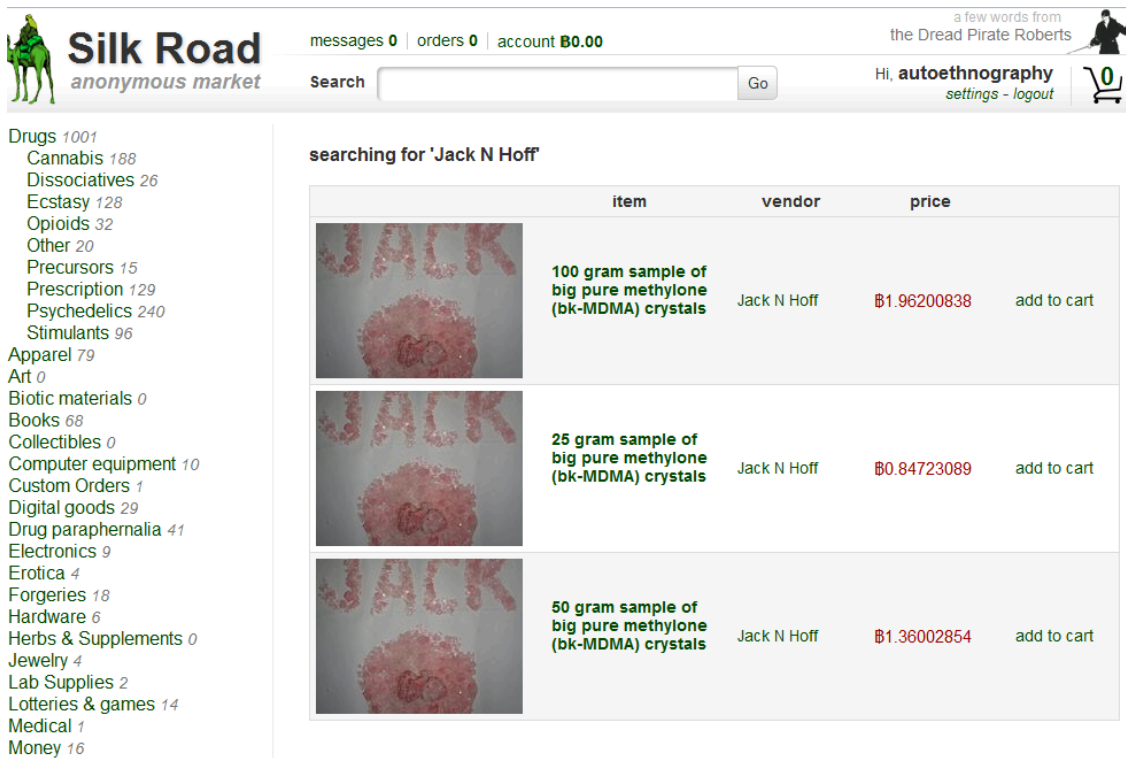 Silk Road
anonymous market
messages 0 orders 0 account ฿0.00
a few words from
the Dread Pirate Roberts
Search Go
Hi, autoethnography
settings - logout
0
Drugs 1001
Cannabis 188
Dissociatives 26
Ecstasy 128
Opioids 32
Other 20
Precursors 15
Prescription 129
Psychedelics 240
Stimulants 96
Apparel 79
Art 0
Biotic materials 0
Books 68
Collectibles 0
Computer equipment 10
Custom Orders 1
Digital goods 29
Drug paraphernalia 41
Electronics 9
Erotica 4
Forgeries 18
Hardware 6
Herbs & Supplements 0
Jewelry 4
Lab Supplies 2
Lotteries & games 14
Medical 1
Money 16
searching for 'Jack N Hoff'
item vendor price
JACK
100 gram sample of
big pure methylone
(bk-MDMA) crystals
Jack N Hoff ฿1.96200838 add to cart
JACK
25 gram sample of
big pure methylone
(bk-MDMA) crystals
Jack N Hoff ฿0.84723089 add to cart
JACK
50 gram sample of
big pure methylone
(bk-MDMA) crystals
Jack N Hoff ฿1.36002854 add to cart